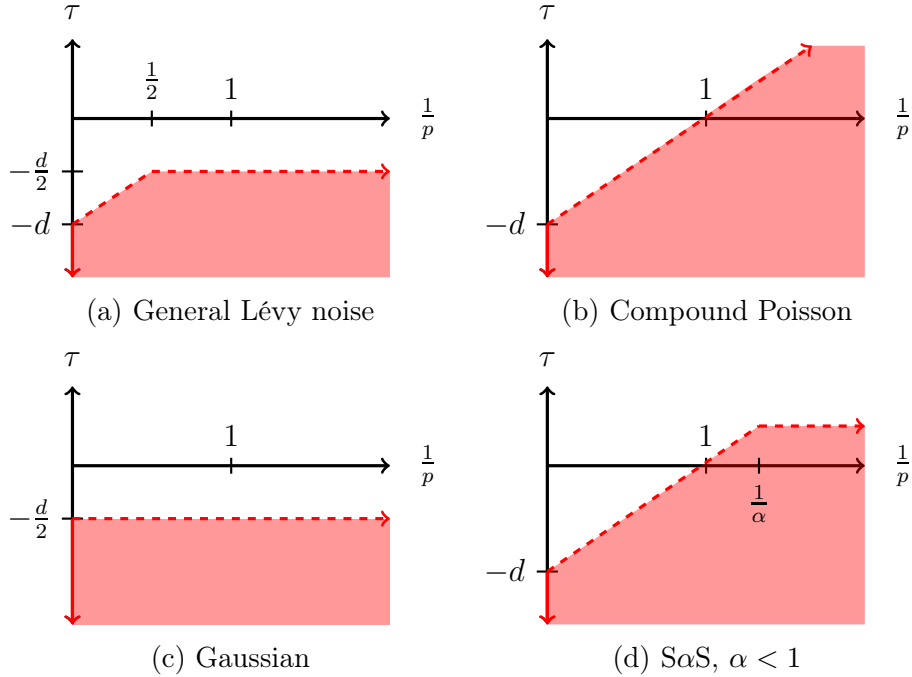 τ
1/2
1
1/p
−d/2
−d
(a) General Lévy noise
τ
1
1/p
−d
(b) Compound Poisson
τ
1
1/p
−d/2
(c) Gaussian
τ
1
1/p
1/α
−d
(d) SαS, α < 1